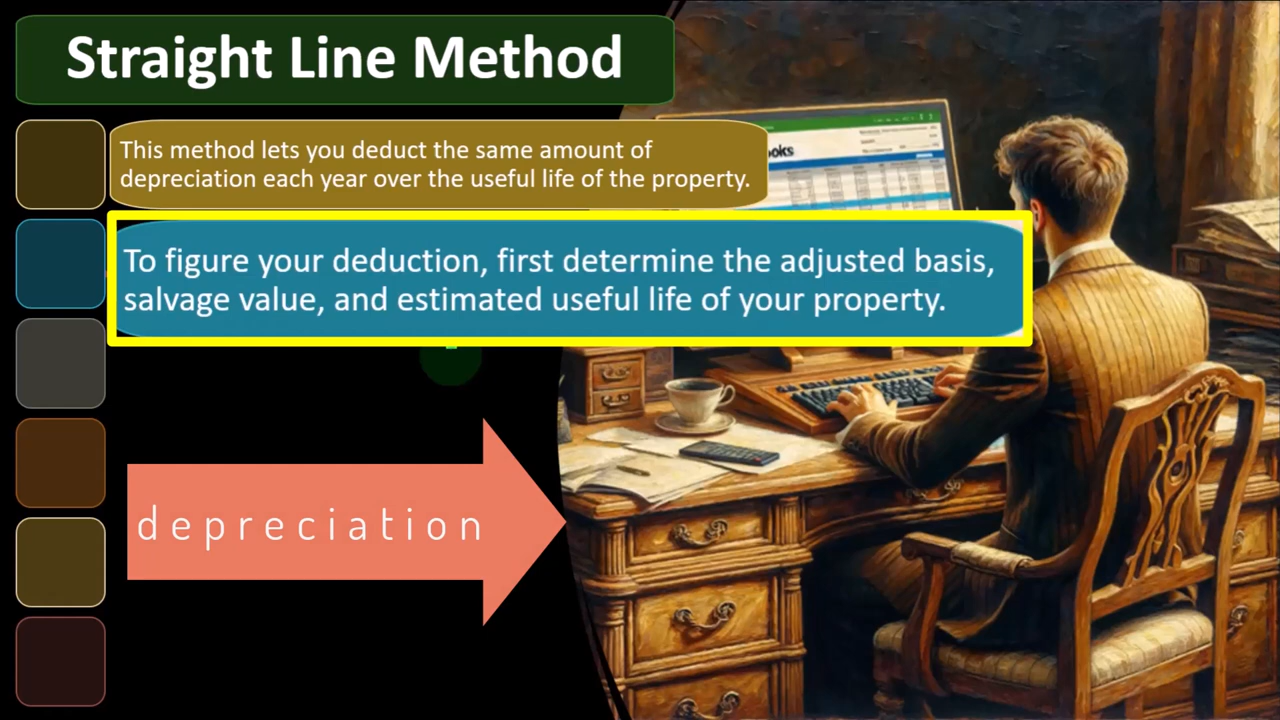 Straight Line Method
This method lets you deduct the same amount of
depreciation each year over the useful life of the property.
ooks
To figure your deduction, first determine the adjusted basis,
salvage value, and estimated useful life of your property.
depreciation